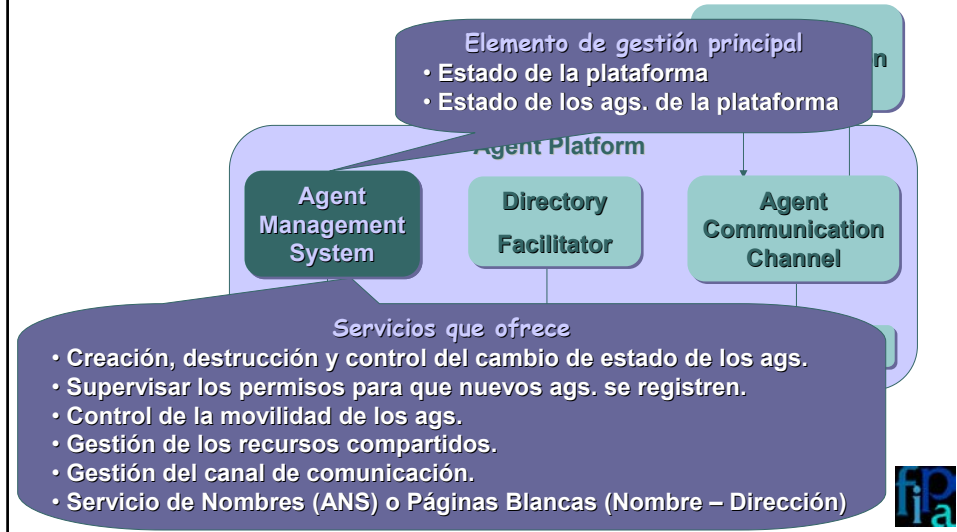 Elemento de gestión principal
• Estado de la plataforma
• Estado de los ags. de la plataforma
Agent Platform
Agent
Management
System
Directory
Facilitator
Agent
Communication
Channel
Servicios que ofrece
• Creación, destrucción y control del cambio de estado de los ags.
• Supervisar los permisos para que nuevos ags. se registren.
• Control de la movilidad de los ags.
• Gestión de los recursos compartidos.
• Gestión del canal de comunicación.
• Servicio de Nombres (ANS) o Páginas Blancas (Nombre – Dirección)
fipa